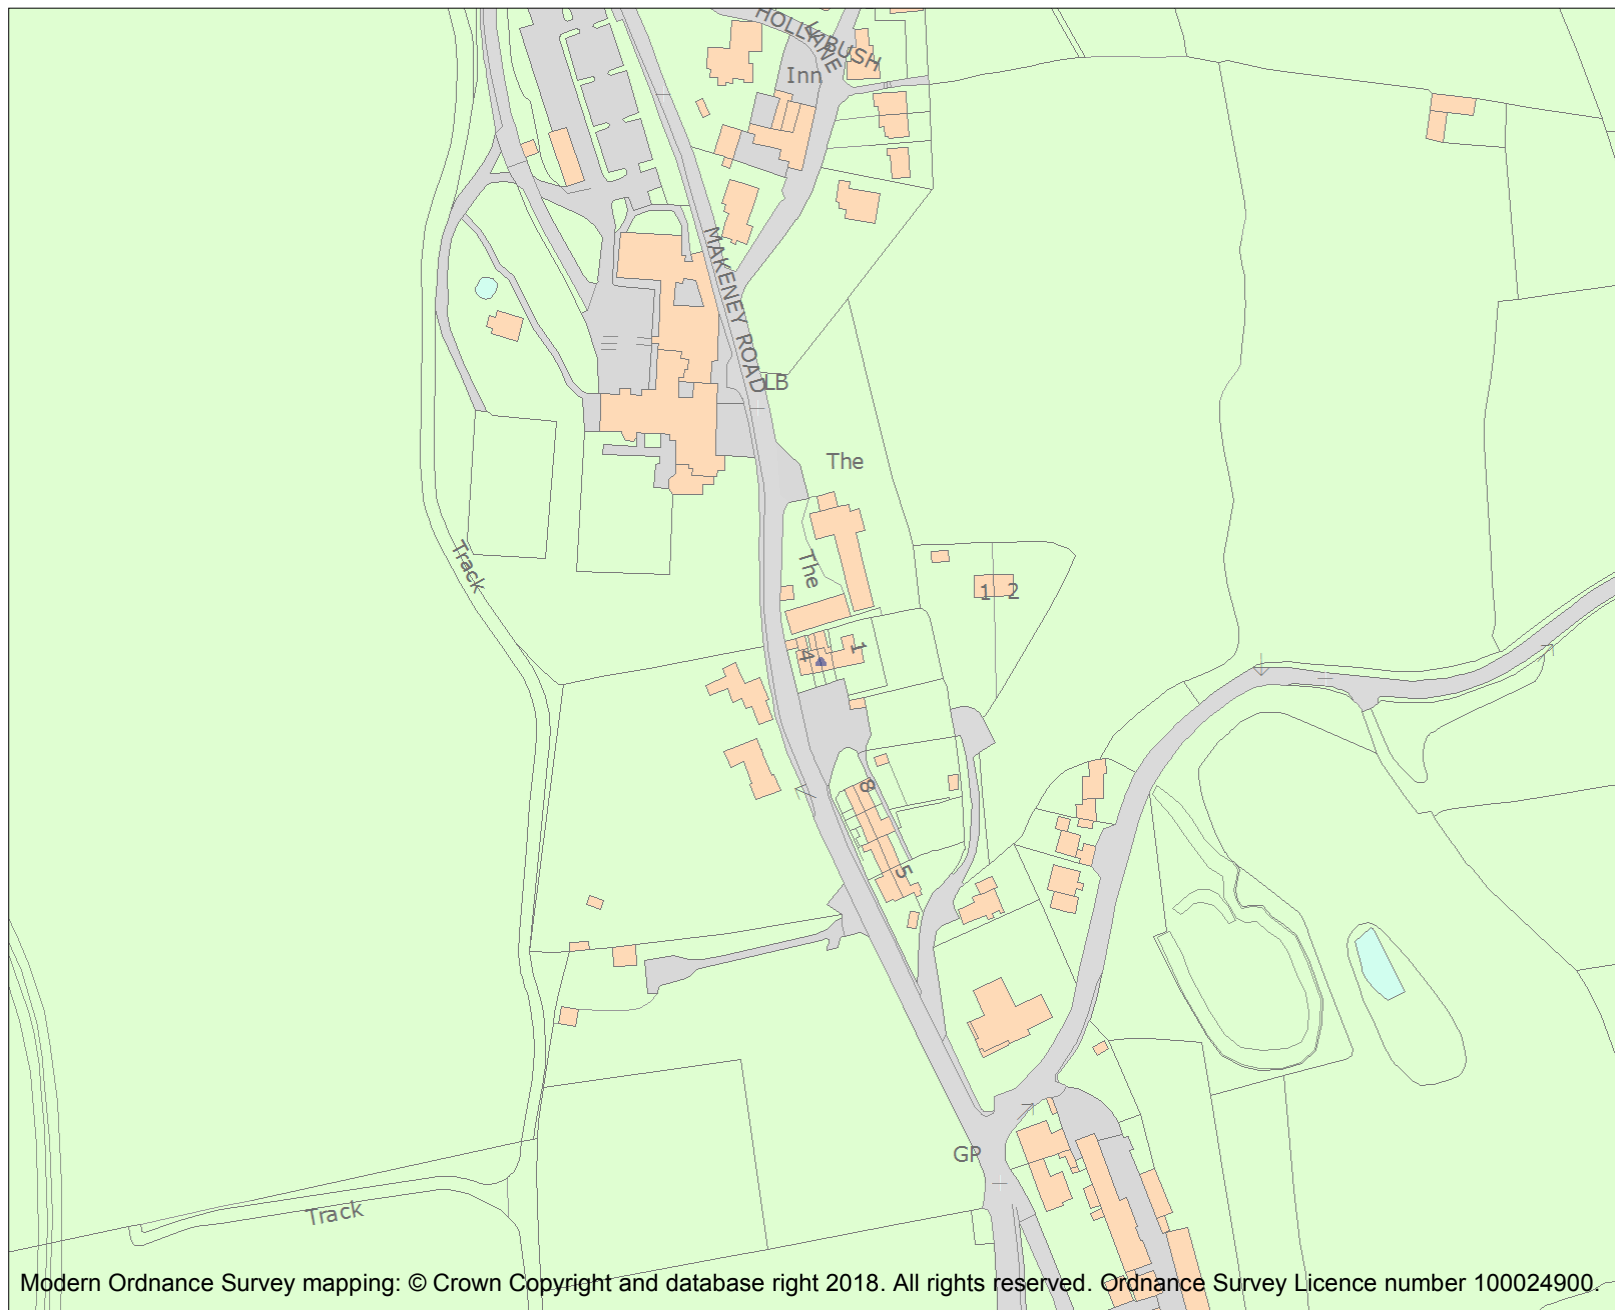 HOLLY BUSH
LANE
Inn
MAKENEY ROAD
LB
The
Track
The
1 2
4
1
8
5
GP
Track
Modern Ordnance Survey mapping: © Crown Copyright and database right 2018. All rights reserved. Ordnance Survey Licence number 100024900.